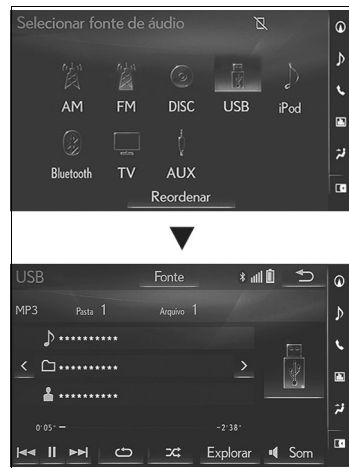 Selecionar fonte de áudio
AM FM DISC USB iPod
Bluetooth TV AUX
Reordenar
USB Fonte
MP3 Pasta 1 Arquivo 1
**********
**********
**********
0'05" -2'38"
Explorar Som